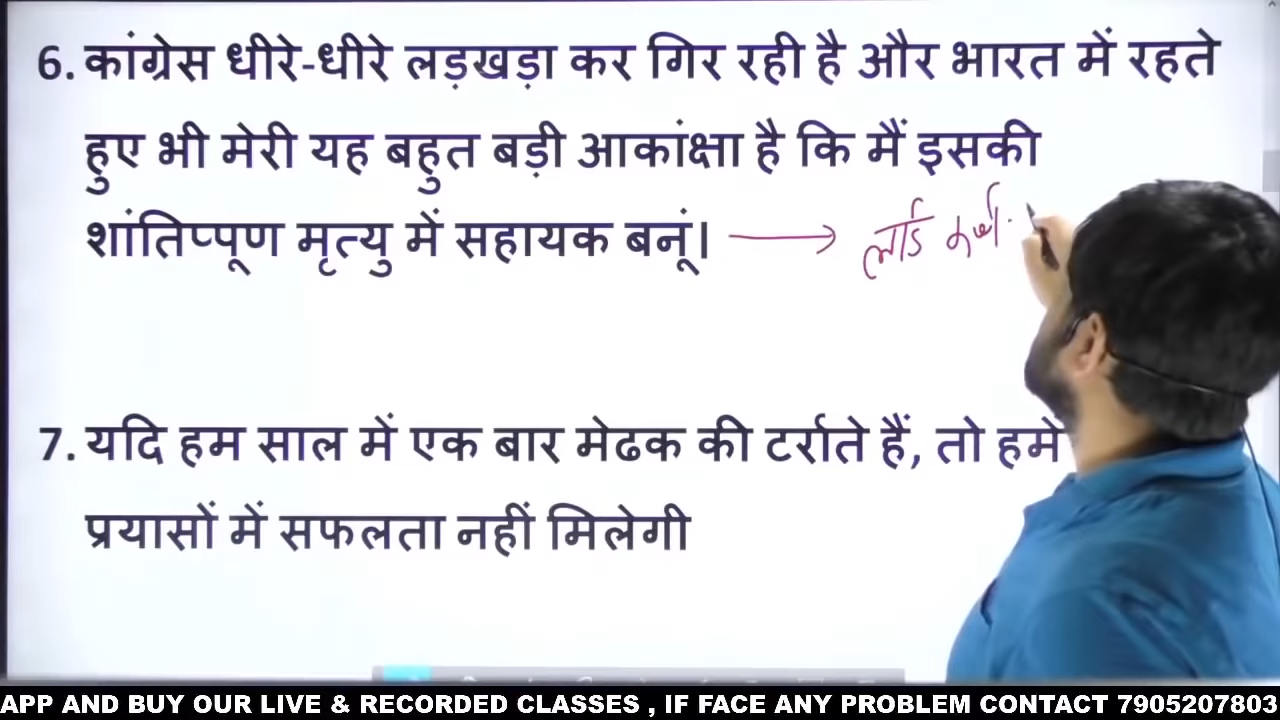 6. कांग्रेस धीरे-धीरे लड़खड़ा कर गिर रही है और भारत में रहते
हुए भी मेरी यह बहुत बड़ी आकांक्षा है कि मैं इसकी
शांतिप्पूण मृत्यु में सहायक बनूं। → लार्ड कर्ज
7. यदि हम साल में एक बार मेढक की टर्राते हैं, तो हमें
प्रयासों में सफलता नहीं मिलेगी
APP AND BUY OUR LIVE & RECORDED CLASSES , IF FACE ANY PROBLEM CONTACT 7905207803